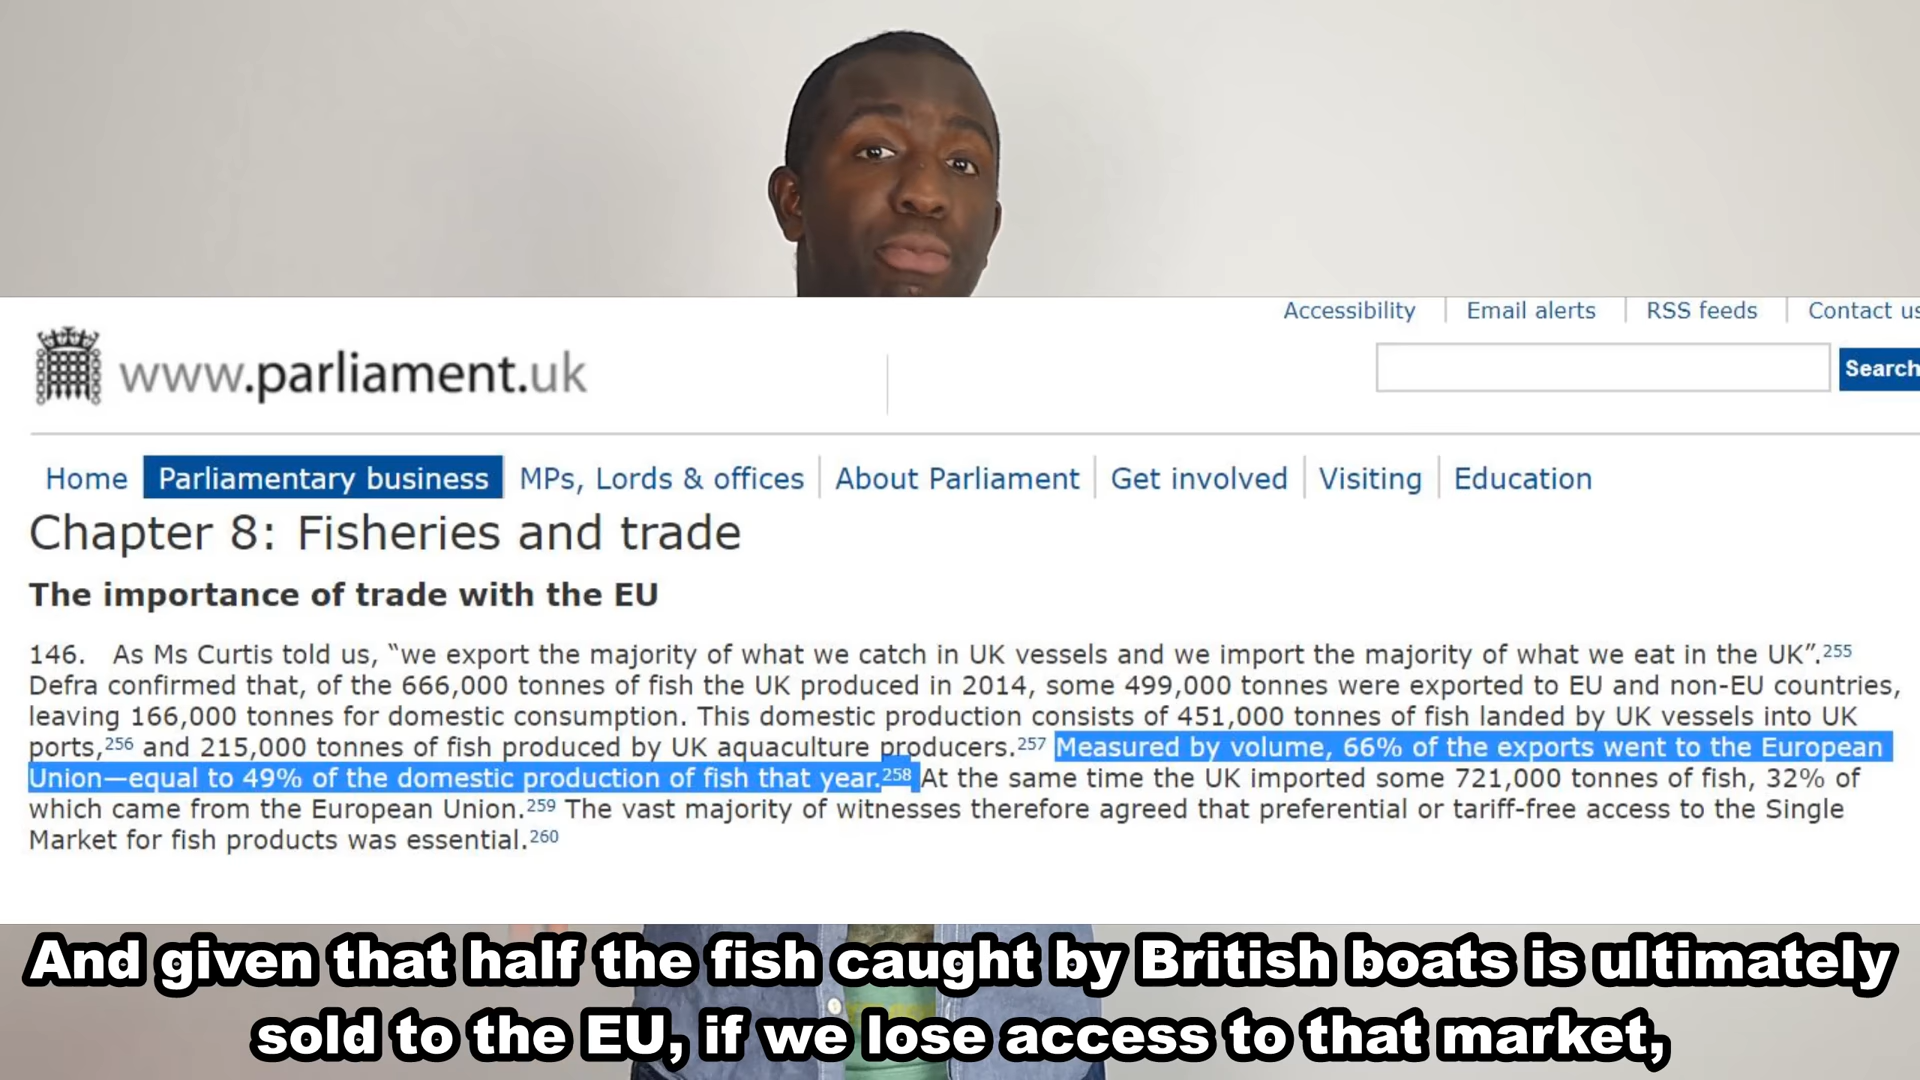 Accessibility Email alerts RSS feeds Contact us
www.parliament.uk
Search
Home Parliamentary business MPs, Lords & offices About Parliament Get involved Visiting Education
Chapter 8: Fisheries and trade
The importance of trade with the EU
146. As Ms Curtis told us, “we export the majority of what we catch in UK vessels and we import the majority of what we eat in the UK”.255
Defra confirmed that, of the 666,000 tonnes of fish the UK produced in 2014, some 499,000 tonnes were exported to EU and non-EU countries,
leaving 166,000 tonnes for domestic consumption. This domestic production consists of 451,000 tonnes of fish landed by UK vessels into UK
ports,256 and 215,000 tonnes of fish produced by UK aquaculture producers.257 Measured by volume, 66% of the exports went to the European
Union—equal to 49% of the domestic production of fish that year.258 At the same time the UK imported some 721,000 tonnes of fish, 32% of
which came from the European Union.259 The vast majority of witnesses therefore agreed that preferential or tariff-free access to the Single
Market for fish products was essential.260
And given that half the fish caught by British boats is ultimately
sold to the EU, if we lose access to that market,